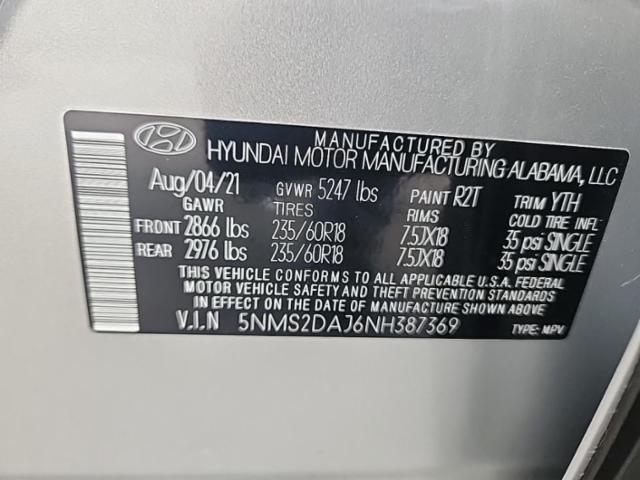 MANUFACTURED BY
HYUNDAI MOTOR MANUFACTURING ALABAMA, LLC
Aug/04/21 GVWR 5247 lbs PAINT R2T TRIM YTH
GAWR TIRES RIMS COLD TIRE INFL
FRONT 2866 lbs 235/60R18 7.5JX18 35 psi SINGLE
REAR 2976 lbs 235/60R18 7.5JX18 35 psi SINGLE
THIS VEHICLE CONFORMS TO ALL APPLICABLE U.S.A. FEDERAL
MOTOR VEHICLE SAFETY AND THEFT PREVENTION STANDARDS
IN EFFECT ON THE DATE OF MANUFACTURE SHOWN ABOVE
V.I.N 5NMS2DAJ6NH387369 TYPE: MPV